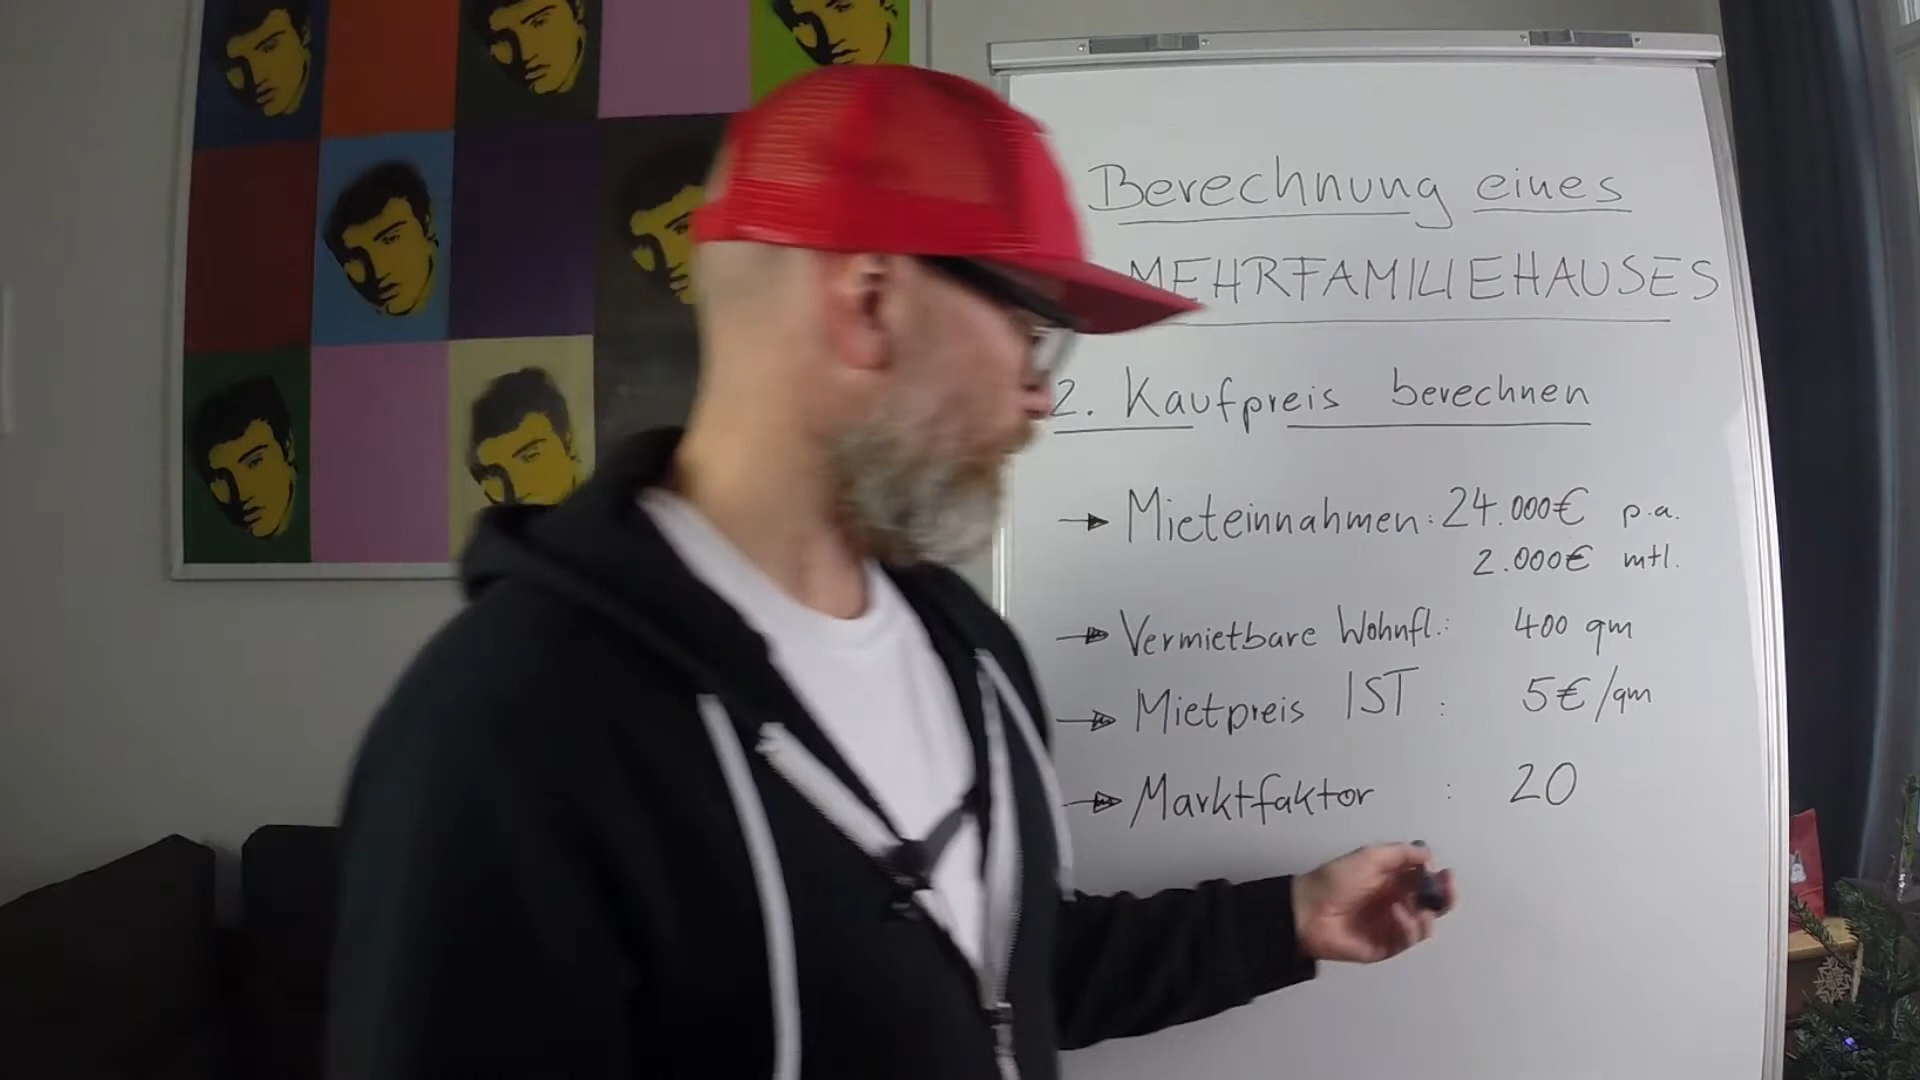 Berechnung eines
MEHRFAMILIEHAUSES
2. Kaufpreis berechnen
→ Mieteinnahmen: 24.000€ p.a.
2.000€ mtl.
→ Vermietbare Wohnfl.: 400 qm
→ Mietpreis IST : 5€/qm
→ Marktfaktor : 20